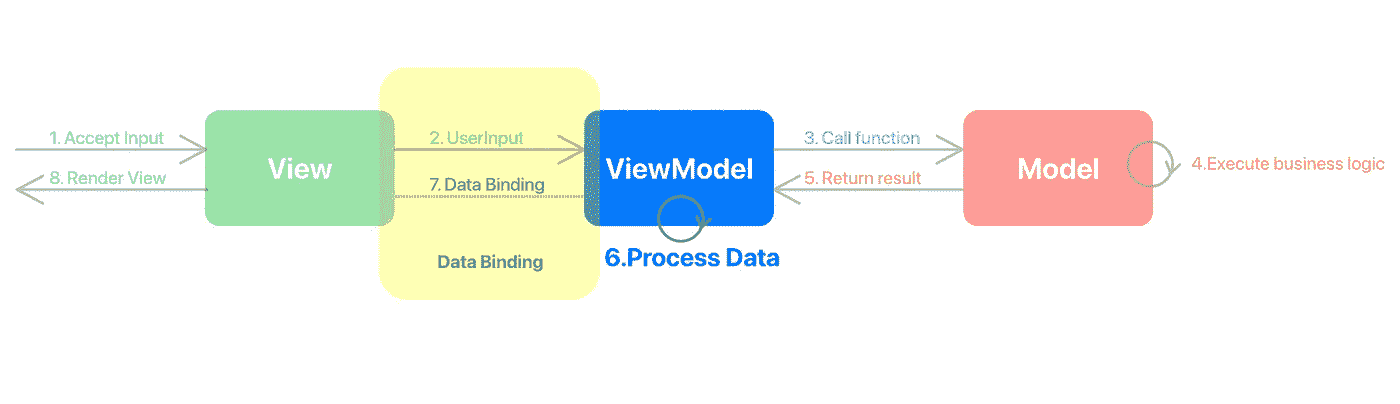 1. Accept Input
2. UserInput
3. Call function
View
ViewModel
Model
4.Execute business logic
8. Render View
7. Data Binding
5. Return result
Data Binding
6.Process Data